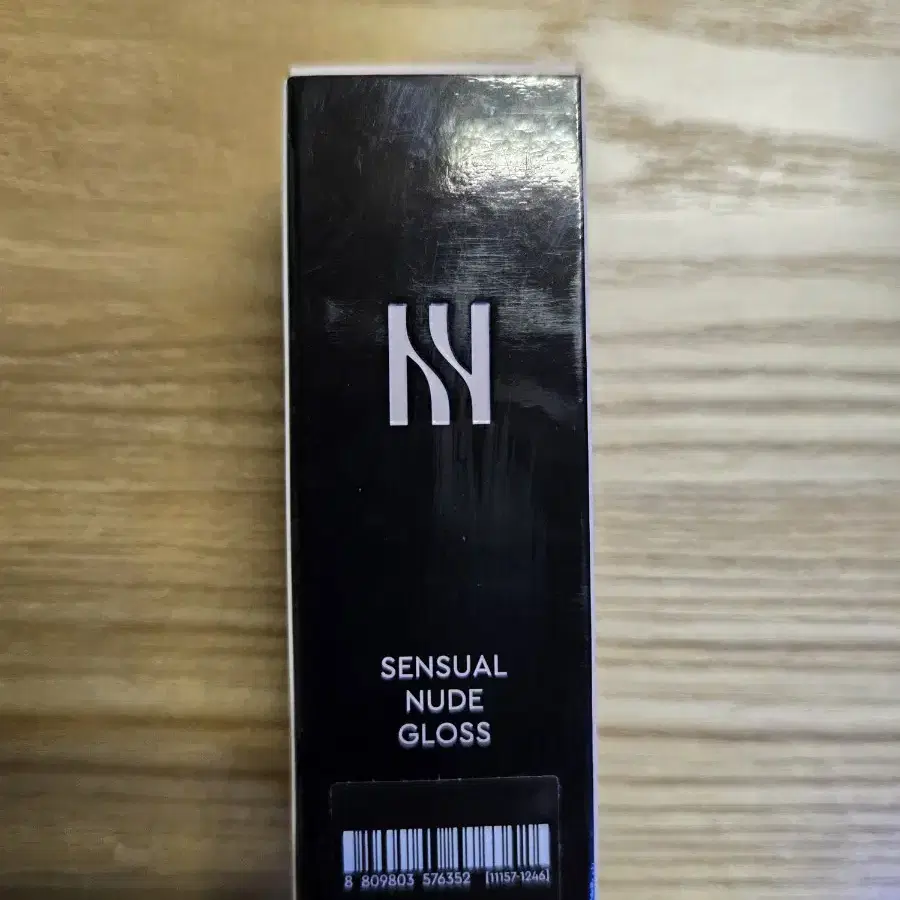 SENSUAL
NUDE
GLOSS
8 809803 576352 (11157-1246)